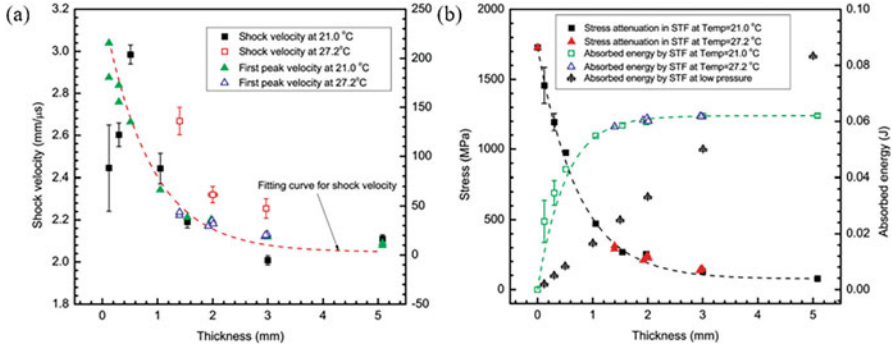 (a)
Shock velocity at 21.0 °C
Shock velocity at 27.2°C
First peak velocity at 21.0 °C
First peak velocity at 27.2°C
Fitting curve for shock velocity
Shock velocity (mm/μs)
3.0
2.8
2.6
2.4
2.2
2.0
1.8
250
200
150
100
50
0
-50
0 1 2 3 4 5
Thickness (mm)
(b)
Stress attenuation in STF at Temp=21.0 °C
Stress attenuation in STF at Temp=27.2 °C
Absorbed energy by STF at Temp=21.0 °C
Absorbed energy by STF at Temp=27.2 °C
Absorbed energy by STF at low pressure
Stress (MPa)
2000
1500
1000
500
250
0
0.10
0.08
0.06
0.04
0.02
0.00
Absorbed energy (J)
0 1 2 3 4 5
Thickness (mm)